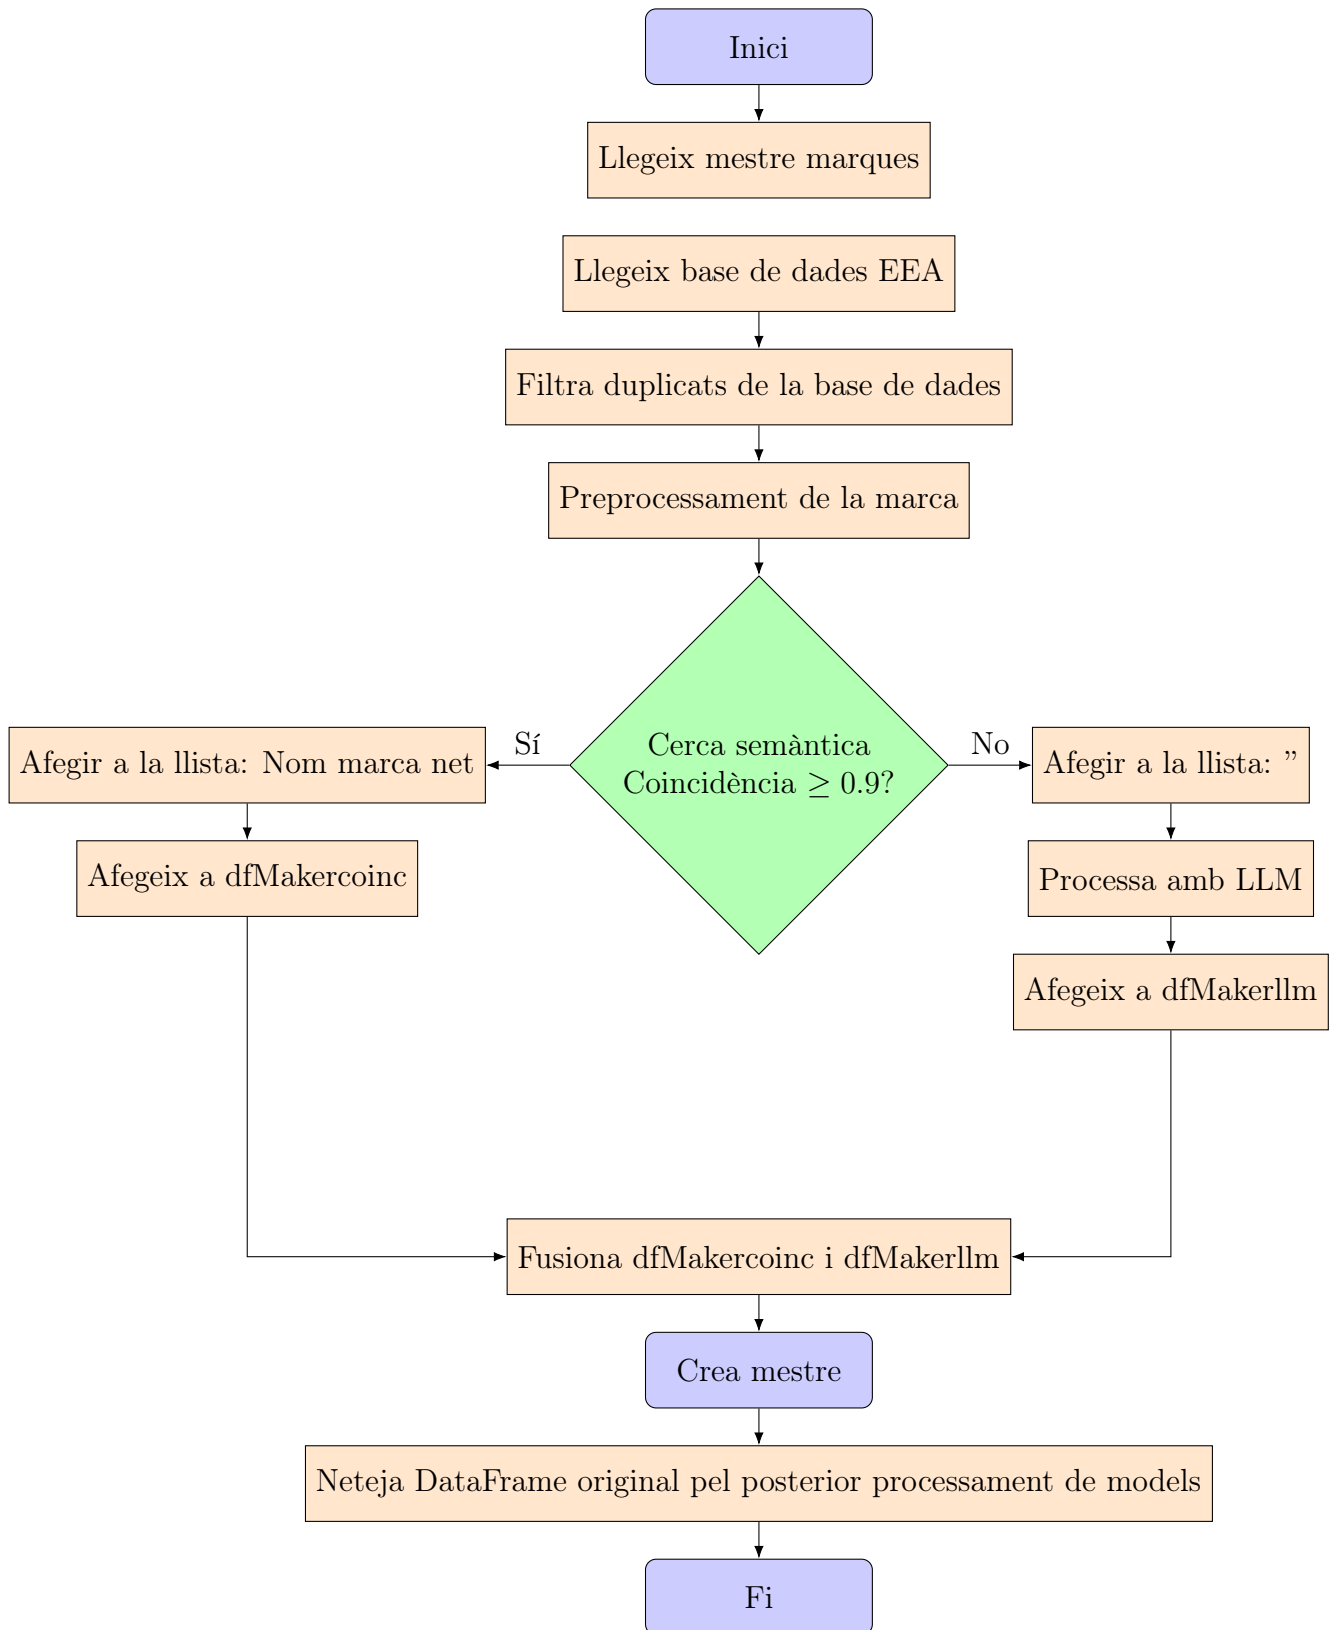 Inici
Llegeix mestre marques
Llegeix base de dades EEA
Filtra duplicats de la base de dades
Preprocessament de la marca
Cerca semàntica
Coincidència ≥ 0.9?
Sí
No
Afegir a la llista: Nom marca net
Afegir a la llista: ”
Afegeix a dfMakercoinc
Processa amb LLM
Afegeix a dfMakerllm
Fusiona dfMakercoinc i dfMakerllm
Crea mestre
Neteja DataFrame original pel posterior processament de models
Fi